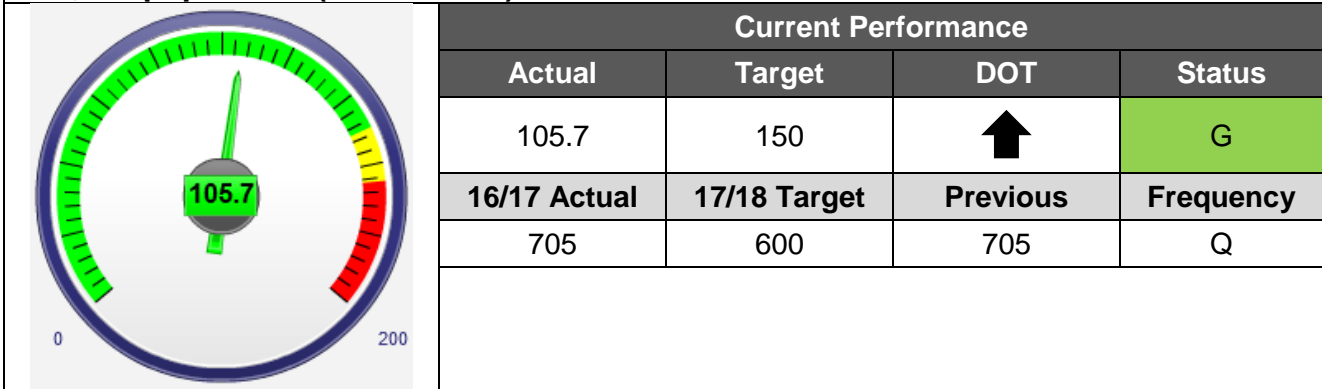 Current Performance
Actual Target DOT Status
105.7 150 G
16/17 Actual 17/18 Target Previous Frequency
705 600 705 Q
105.7
0 200